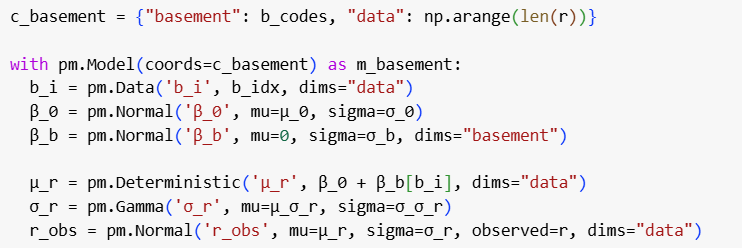 c_basement = {"basement": b_codes, "data": np.arange(len(r))}
with pm.Model(coords=c_basement) as m_basement:
b_i = pm.Data('b_i', b_idx, dims="data")
β_0 = pm.Normal('β_0', mu=μ_0, sigma=σ_0)
β_b = pm.Normal('β_b', mu=0, sigma=σ_b, dims="basement")
μ_r = pm.Deterministic('μ_r', β_0 + β_b[b_i], dims="data")
σ_r = pm.Gamma('σ_r', mu=μ_σ_r, sigma=σ_σ_r)
r_obs = pm.Normal('r_obs', mu=μ_r, sigma=σ_r, observed=r, dims="data")